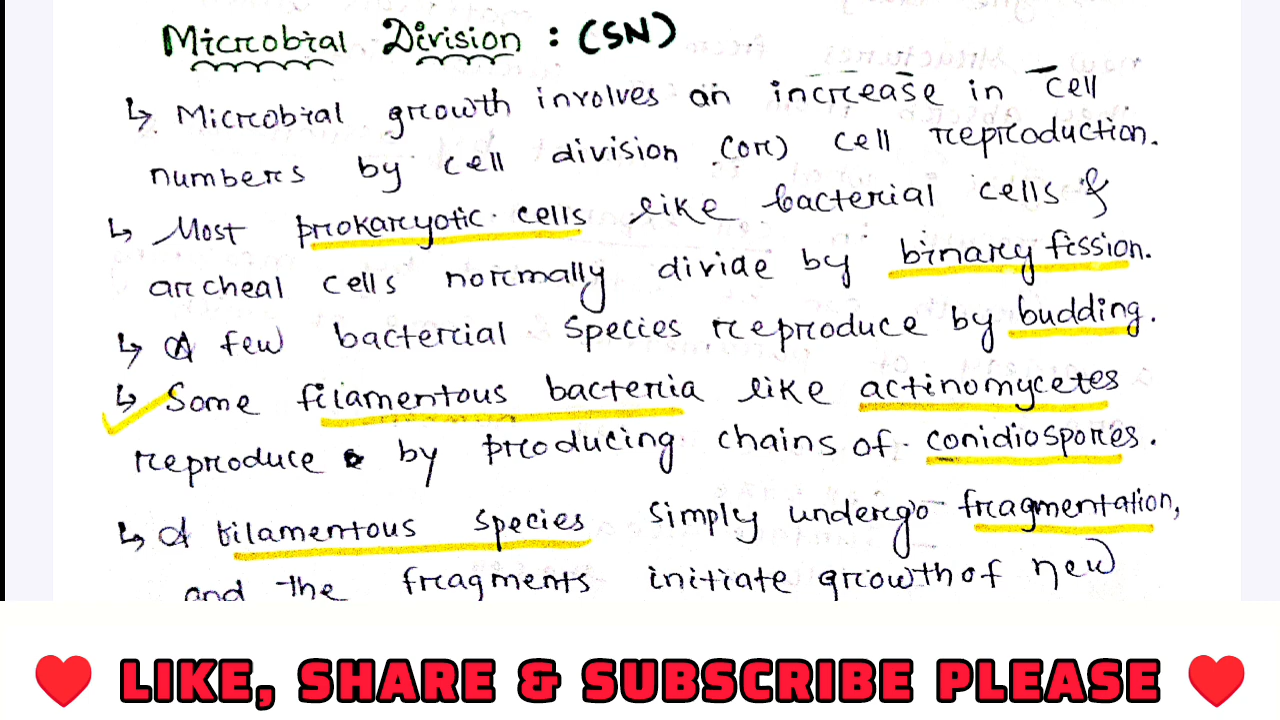 Microbial Division : (SN)
↳ Microbial growth involves an increase in cell
numbers by cell division (or) cell reproduction.
↳ Most prokaryotic cells like bacterial cells &
archeal cells normally divide by binary fission.
↳ A few bacterial species reproduce by budding.
↳ Some filamentous bacteria like actinomycetes
reproduce by producing chains of conidiospores.
↳ A filamentous species simply undergo fragmentation,
and the fragments initiate growth of new
❤ LIKE, SHARE & SUBSCRIBE PLEASE ❤